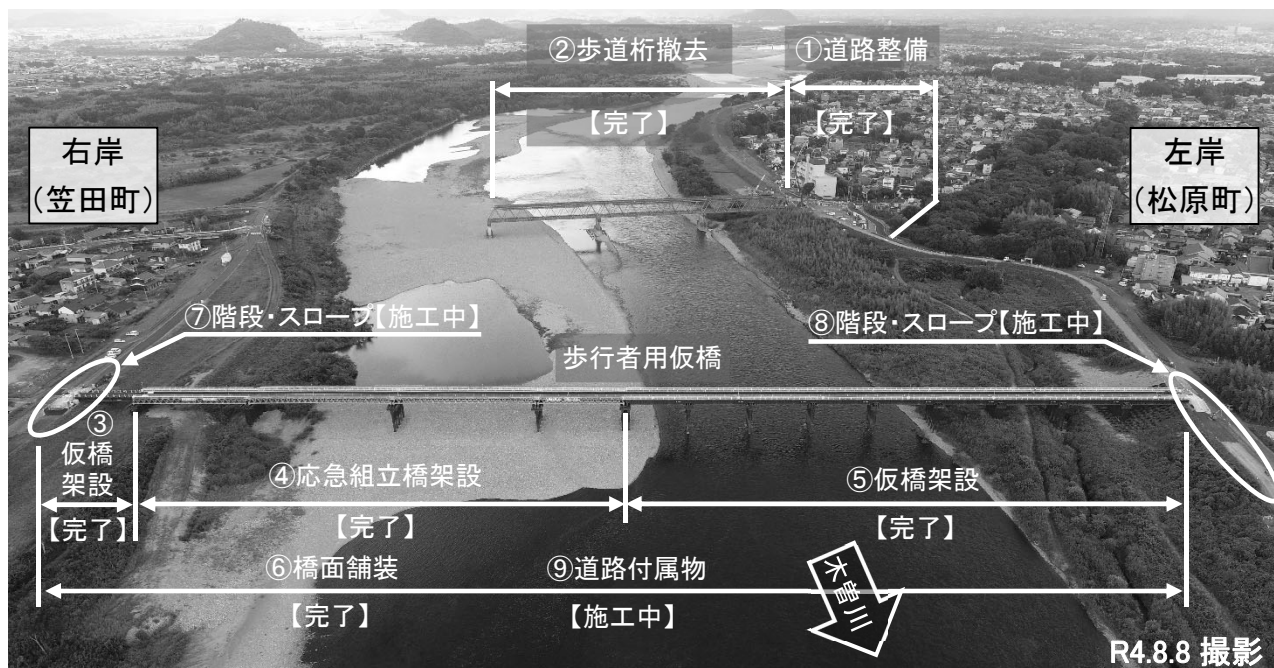 ②歩道桁撤去
【完了】
①道路整備
【完了】
右岸
(笠田町)
左岸
(松原町)
⑦階段・スロープ【施工中】
⑧階段・スロープ【施工中】
歩行者用仮橋
③
仮橋
架設
【完了】
④応急組立橋架設
【完了】
⑤仮橋架設
【完了】
⑥橋面舗装
【完了】
⑨道路付属物
【施工中】
木曽川
R4.8.8 撮影